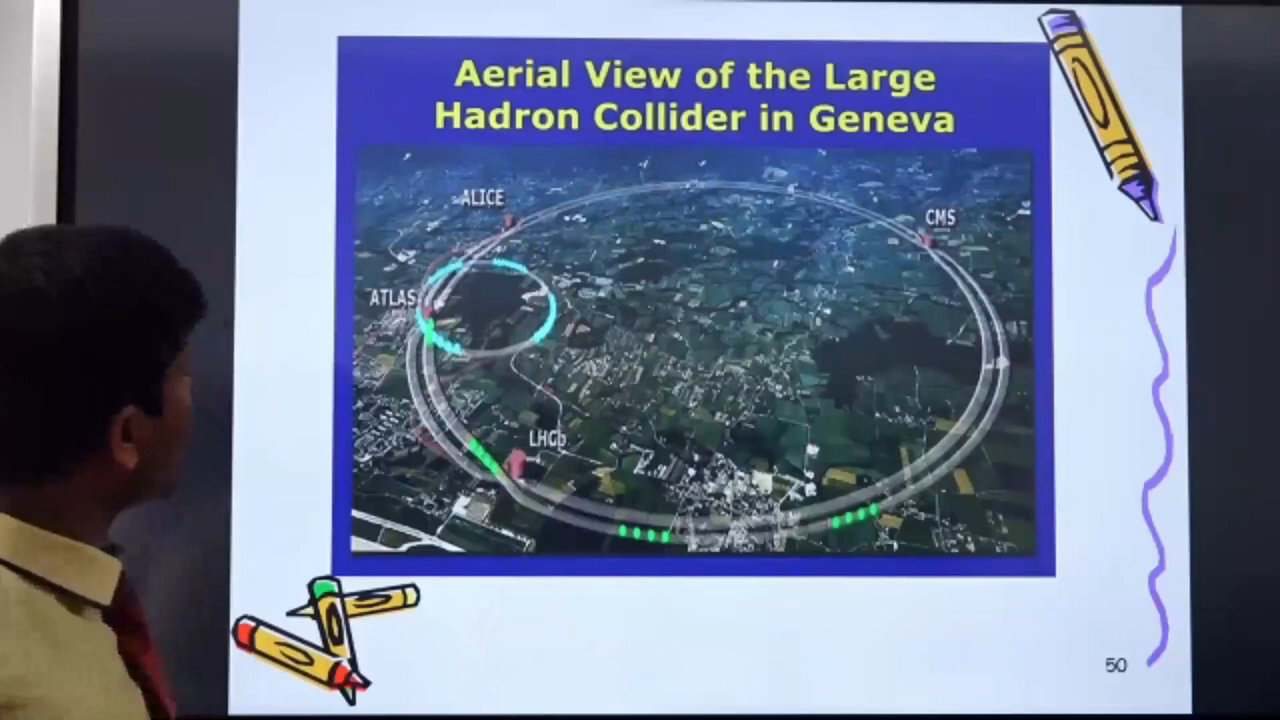 Aerial View of the Large
Hadron Collider in Geneva
ALICE
CMS
ATLAS
LHCb
50